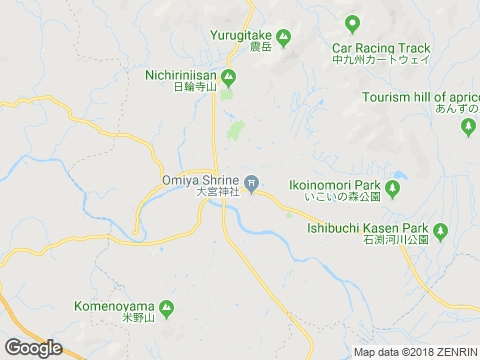 Yurugitake
震岳
Car Racing Track
中九州カートウェイ
Nichiriniisan
日輪寺山
Tourism hill of aprico
あんずの
Omiya Shrine
大宮神社
Ikoinomori Park
いこいの森公園
Ishibuchi Kasen Park
石渕河川公園
Komenoyama
米野山
Google
Map data ©2018 ZENRIN